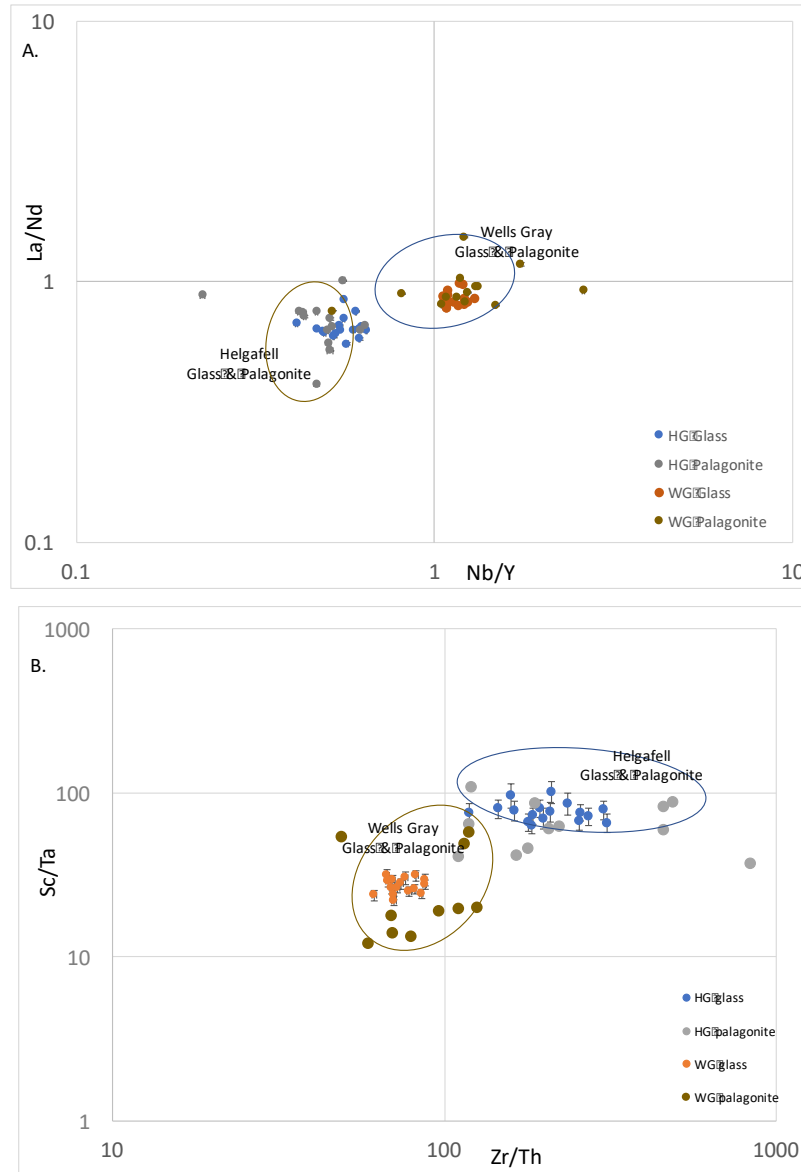 10
A.
La/Nd
Wells Gray
Glass & Palagonite
1
Helgafell
Glass & Palagonite
HG Glass
HG Palagonite
WG Glass
WG Palagonite
0.1
0.1
1
Nb/Y
10
1000
B.
Helgafell
Glass & Palagonite
100
Wells Gray
Glass & Palagonite
Sc/Ta
10
HG glass
HG palagonite
WG glass
WG palagonite
1
10
100
Zr/Th
1000